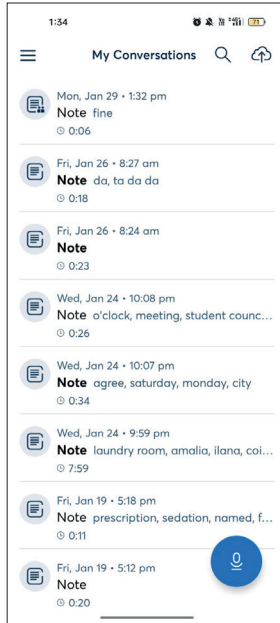 1:34
71
My Conversations
Mon, Jan 29 • 1:32 pm
Note fine
0:06
Fri, Jan 26 • 8:27 am
Note da, ta da da
0:18
Fri, Jan 26 • 8:24 am
Note
0:23
Wed, Jan 24 • 10:08 pm
Note o'clock, meeting, student counc...
0:26
Wed, Jan 24 • 10:07 pm
Note agree, saturday, monday, city
0:34
Wed, Jan 24 • 9:59 pm
Note laundry room, amalia, ilana, coi...
7:59
Fri, Jan 19 • 5:18 pm
Note prescription, sedation, named, f...
0:11
Fri, Jan 19 • 5:12 pm
Note
0:20